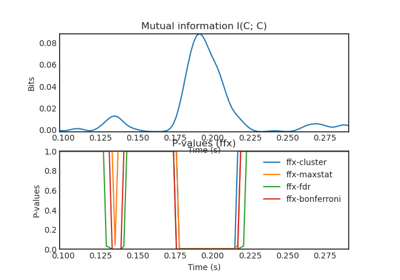 Mutual information I(C; C)
Bits
0.08
0.06
0.04
0.02
0.00
0.100 0.125 0.150 0.175 0.200 0.225 0.250 0.275
Time (s)
P-values (ffx)
P-values
1.0
0.8
0.6
0.4
0.2
0.0
ffx-cluster
ffx-maxstat
ffx-fdr
ffx-bonferroni
0.100 0.125 0.150 0.175 0.200 0.225 0.250 0.275
Time (s)